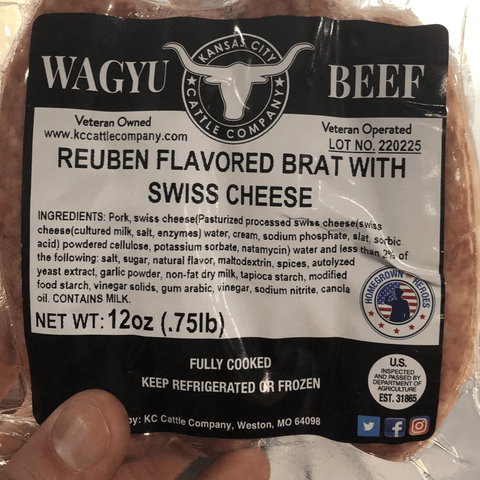 WAGYU BEEF
KANSAS CITY
CATTLE COMPANY
Veteran Owned
www.kccattlecompany.com
Veteran Operated
LOT NO. 220225
REUBEN FLAVORED BRAT WITH
SWISS CHEESE
INGREDIENTS: Pork, swiss cheese(Pasturized processed swiss cheese(swiss
cheese(cultured milk, salt, enzymes) water, cream, sodium phosphate, slat, sorbic
acid) powdered cellulose, potassium sorbate, natamycin) water and less than 2% of
the following: salt, sugar, natural flavor, maltodextrin, spices, autolyzed
yeast extract, garlic powder, non-fat dry milk, tapioca starch, modified
food starch, vinegar solids, gum arabic, vinegar, sodium nitrite, canola
oil. CONTAINS MILK.
HOMEGROWN HEROES
NET WT: 12oz (.75lb)
FULLY COOKED
KEEP REFRIGERATED OR FROZEN
U.S.
INSPECTED
AND PASSED BY
DEPARTMENT OF
AGRICULTURE
EST. 31865
by: KC Cattle Company, Weston, MO 64098